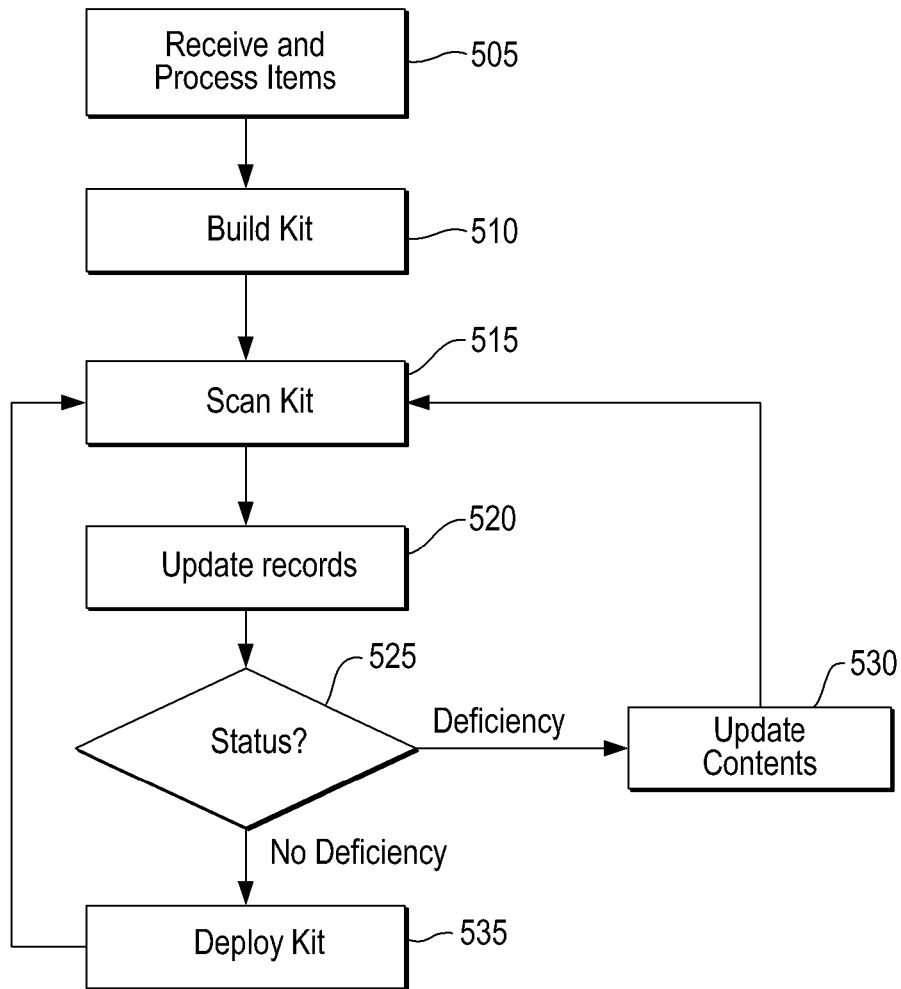 Receive and
Process Items
505
Build Kit
510
515
Scan Kit
520
Update records
525
Status?
Deficiency
530
Update
Contents
No Deficiency
Deploy Kit
535